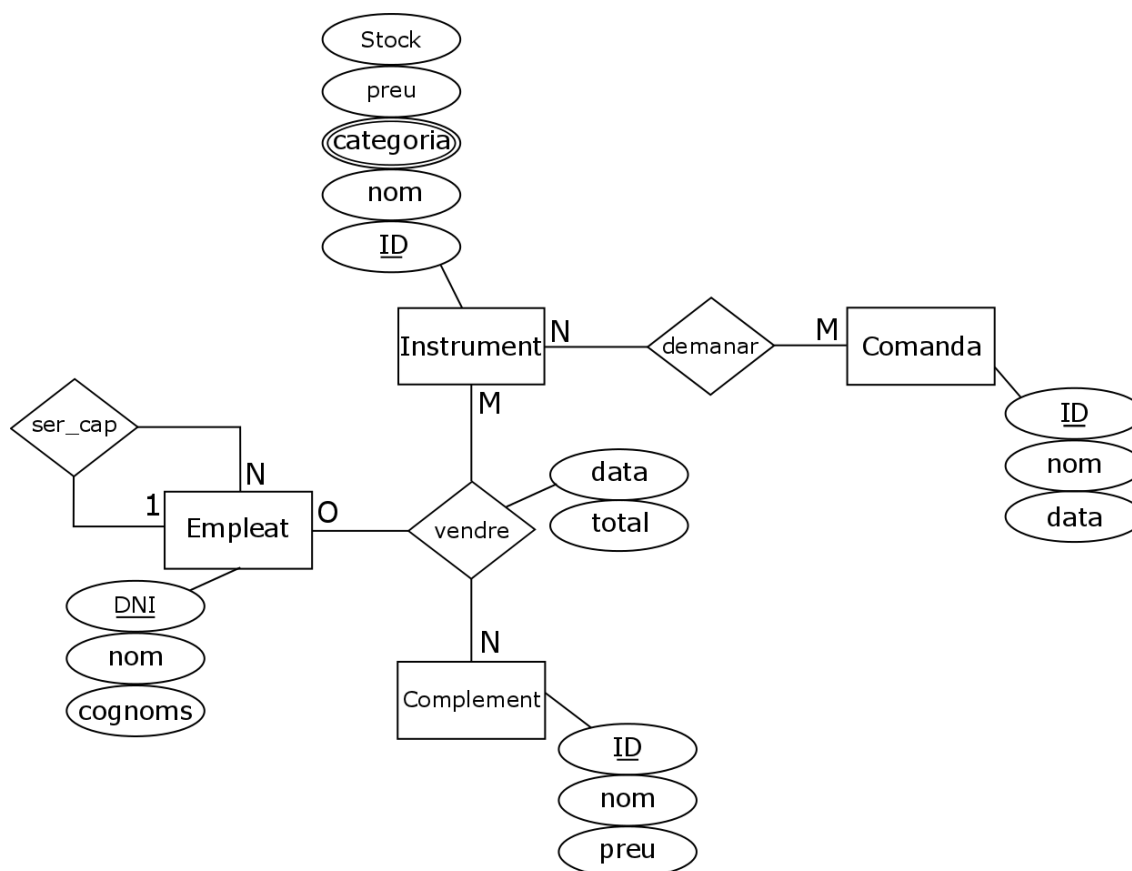 Stock
preu
categoria
nom
ID
Instrument
N
demanar
M
Comanda
M
ID
nom
data
ser_cap
N
1
Empleat
O
vendre
data
total
DNI
nom
cognoms
N
Complement
ID
nom
preu